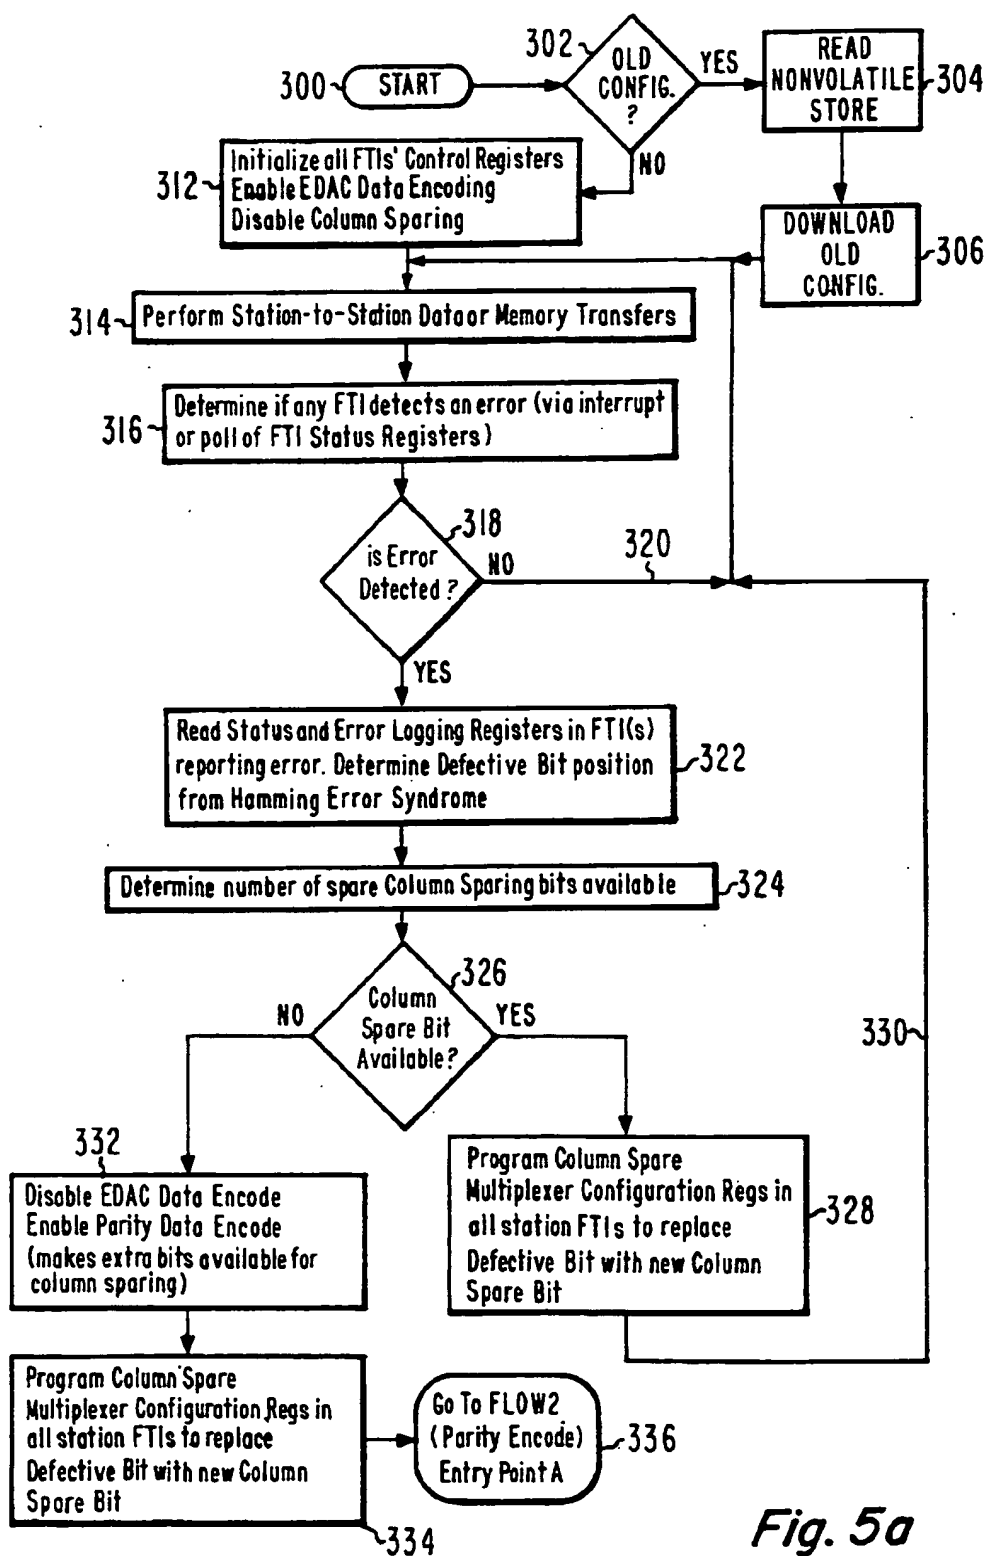 300
START
302
OLD
CONFIG.
?
YES
NO
READ
NONVOLATILE
STORE
304
DOWNLOAD
OLD
CONFIG.
306
312
Initialize all FTIs' Control Registers
Enable EDAC Data Encoding
Disable Column Sparing
314
Perform Station-to-Station Data or Memory Transfers
316
Determine if any FTI detects an error (via interrupt
or poll of FTI Status Registers)
318
is Error
Detected ?
NO
320
YES
Read Status and Error Logging Registers in FTI(s)
reporting error. Determine Defective Bit position
from Hamming Error Syndrome
322
Determine number of spare Column Sparing bits available
324
326
Column
Spare Bit
Available?
NO
YES
330
332
Disable EDAC Data Encode
Enable Parity Data Encode
(makes extra bits available for
column sparing)
Program Column Spare
Multiplexer Configuration Regs in
all station FTIs to replace
Defective Bit with new Column
Spare Bit
328
Program Column Spare
Multiplexer Configuration Regs in
all station FTIs to replace
Defective Bit with new Column
Spare Bit
334
Go To FLOW2
(Parity Encode)
Entry Point A
336
Fig. 5a